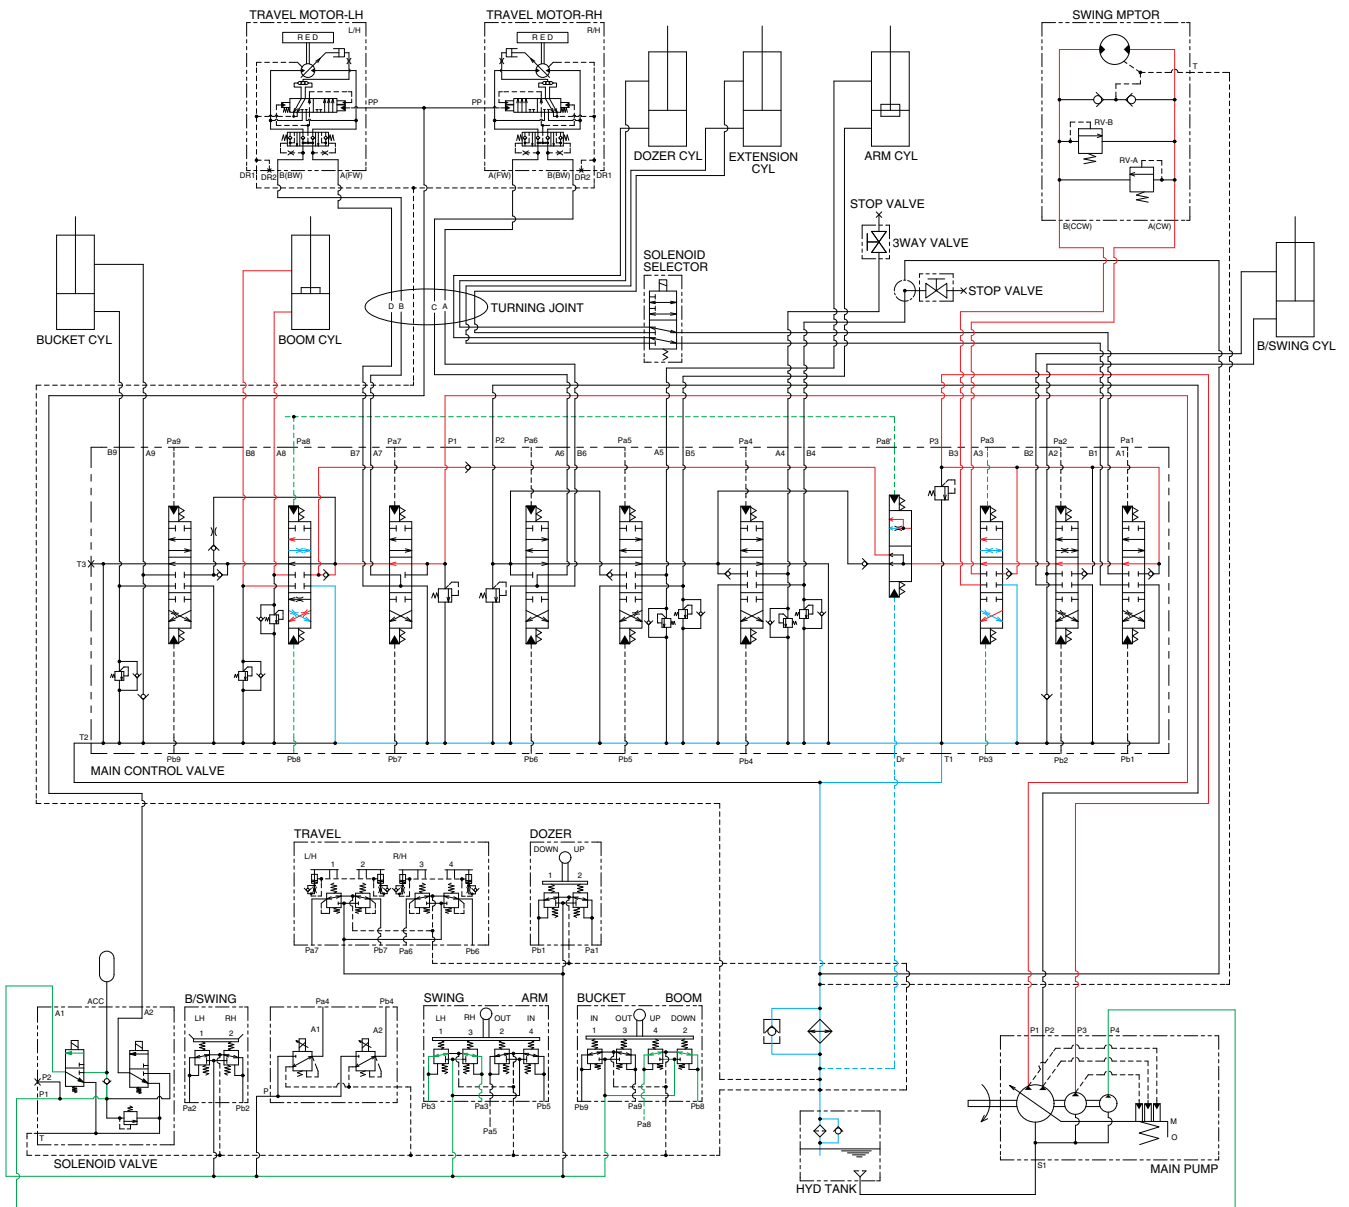 TRAVEL MOTOR-LH
TRAVEL MOTOR-RH
SWING MPTOR
L/H
R/H
RED
RED
T
PP
PP
RV-B
RV-A
DOZER CYL
EXTENSION
CYL
ARM CYL
DR1
DR2
B(BW)
A(FW)
A(FW)
B(BW)
DR2
DR1
B(CCW)
A(CW)
STOP VALVE
3WAY VALVE
SOLENOID
SELECTOR
STOP VALVE
D
B
C
A
TURNING JOINT
BUCKET CYL
BOOM CYL
B/SWING CYL
B9
A9
Pa9
B8
A8
Pa8
B7
A7
Pa7
P1
P2
Pa6
A6
B6
Pa5
A5
B5
Pa4
A4
B4
Pa8'
P3
B3
A3
Pa3
B2
A2
Pa2
B1
A1
Pa1
T3
T2
Pb9
Pb8
Pb7
Pb6
Pb5
Pb4
Dr
T1
Pb3
Pb2
Pb1
MAIN CONTROL VALVE
TRAVEL
L/H
1
2
R/H
3
4
Pa7
Pb7
Pa6
Pb6
DOZER
DOWN
UP
1
2
Pb1
Pa1
ACC
A1
A2
P2
P1
T
SOLENOID VALVE
B/SWING
LH
RH
1
2
Pa2
Pb2
Pa4
Pb4
A1
A2
P
SWING
ARM
LH
RH
OUT
IN
1
3
2
4
Pb3
Pa3
Pa5
Pb5
BUCKET
BOOM
IN
OUT
UP
DOWN
1
3
4
2
Pb9
Pa9
Pa8
Pb8
HYD TANK
P1
P2
P3
P4
M
O
S1
MAIN PUMP